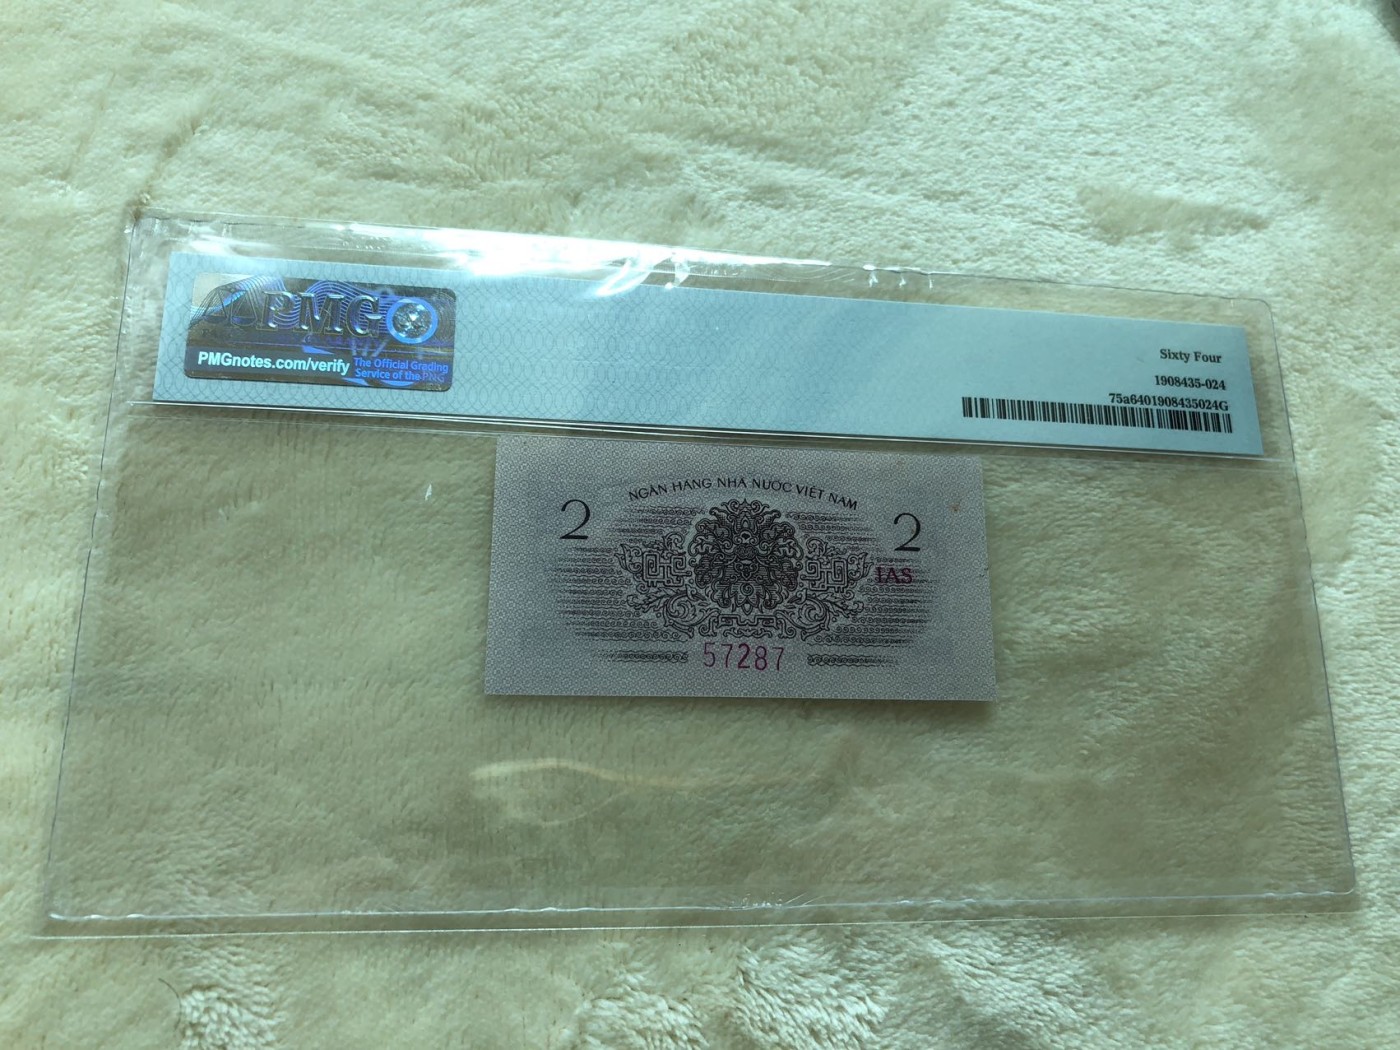 PMG
PMGnotes.com/verify
The Official Grading
Service of the PNG
Sixty Four
1908435-024
75a6401908435024G
NGÂN HÀNG NHÀ NƯỚC VIỆT NAM
2
2
IAS
57287